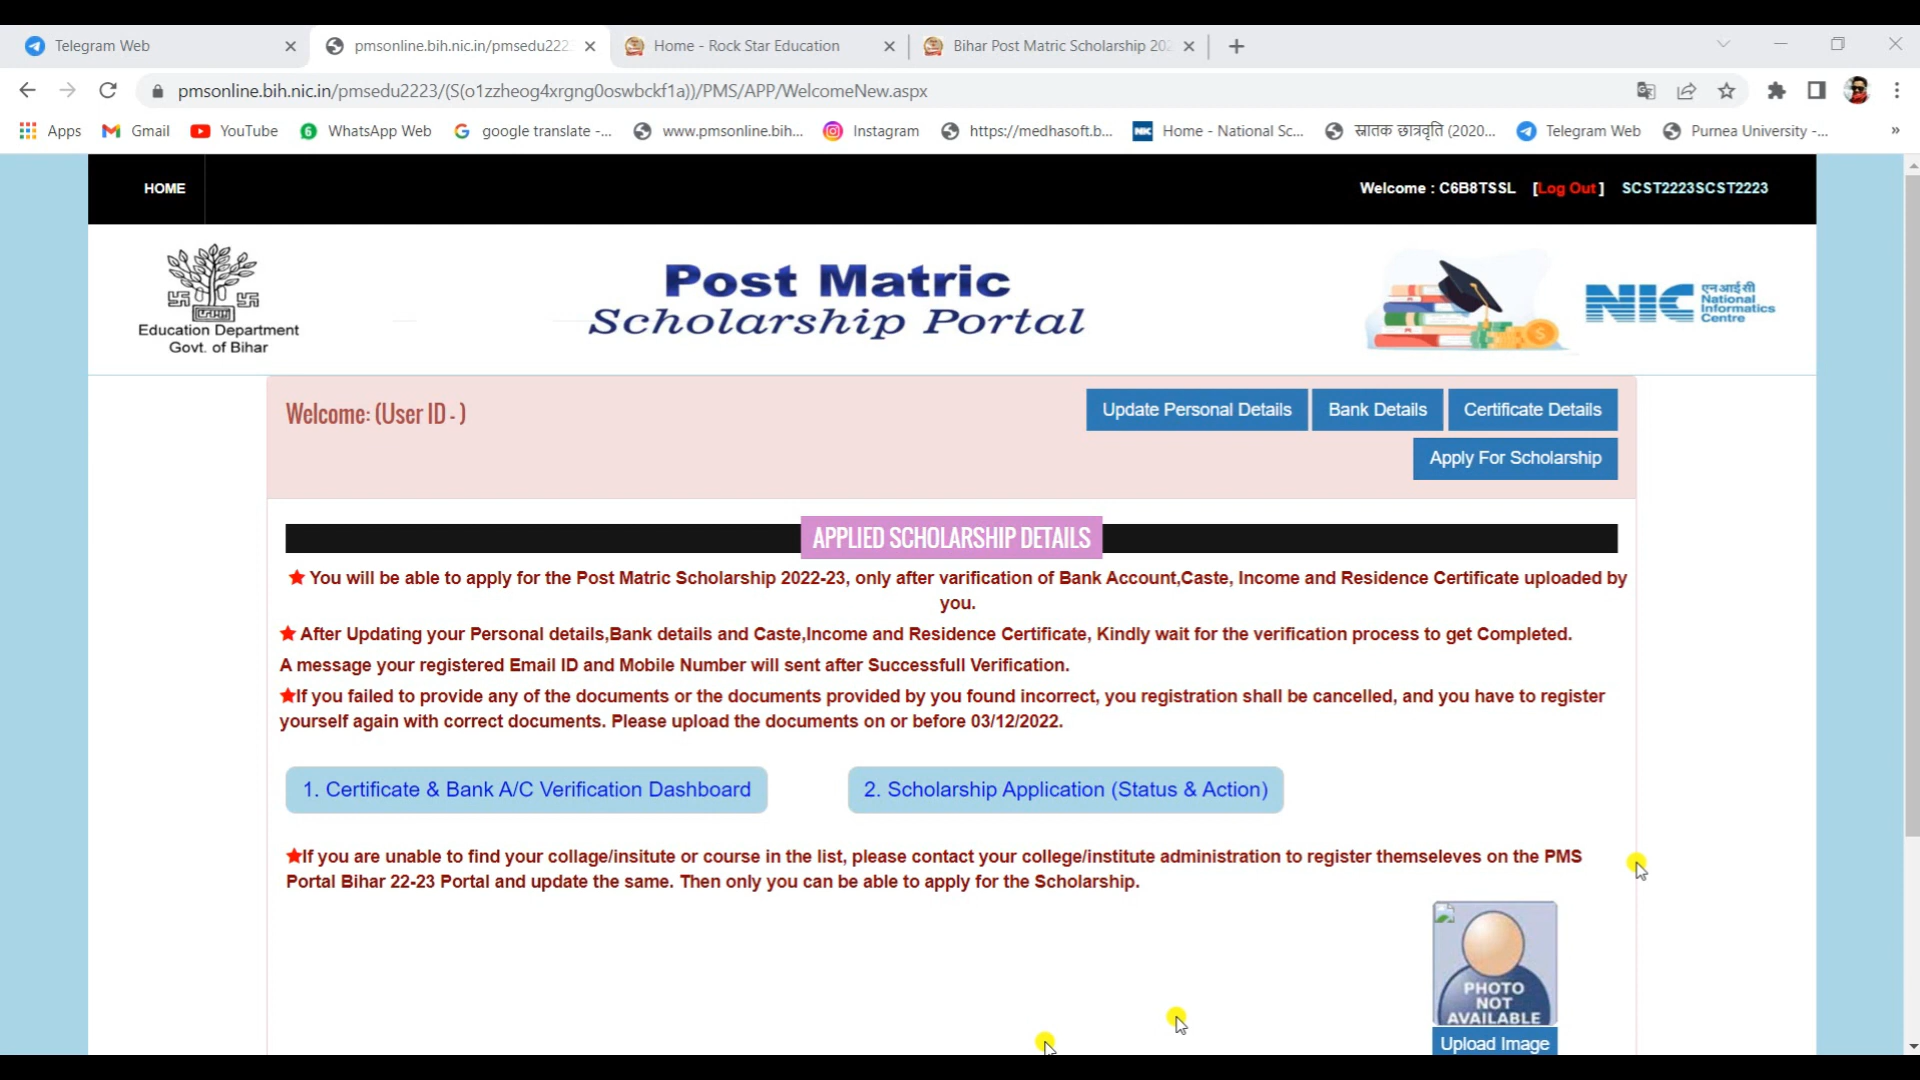 Telegram Web
pmsonline.bih.nic.in/pmsedu222
Home - Rock Star Education
Bihar Post Matric Scholarship 202
pmsonline.bih.nic.in/pmsedu2223/(S(o1zzheog4xrgng0oswbckf1a))/PMS/APP/WelcomeNew.aspx
Apps Gmail YouTube WhatsApp Web google translate -... www.pmsonline.bih... Instagram https://medhasoft.b... Home - National Sc... स्नातक छात्रवृति (2020... Telegram Web Purnea University -... »
HOME
Welcome : C6B8TSSL [Log Out] SCST2223SCST2223
Education Department
Govt. of Bihar
Post Matric
Scholarship Portal
NIC
एनआईसी
National
Informatics
Centre
Welcome: (User ID - )
Update Personal Details
Bank Details
Certificate Details
Apply For Scholarship
APPLIED SCHOLARSHIP DETAILS
You will be able to apply for the Post Matric Scholarship 2022-23, only after varification of Bank Account,Caste, Income and Residence Certificate uploaded by
you.
After Updating your Personal details,Bank details and Caste,Income and Residence Certificate, Kindly wait for the verification process to get Completed.
A message your registered Email ID and Mobile Number will sent after Successfull Verification.
If you failed to provide any of the documents or the documents provided by you found incorrect, you registration shall be cancelled, and you have to register
yourself again with correct documents. Please upload the documents on or before 03/12/2022.
1. Certificate & Bank A/C Verification Dashboard
2. Scholarship Application (Status & Action)
If you are unable to find your collage/insitute or course in the list, please contact your college/institute administration to register themseleves on the PMS
Portal Bihar 22-23 Portal and update the same. Then only you can be able to apply for the Scholarship.
PHOTO
NOT
AVAILABLE
Upload Image